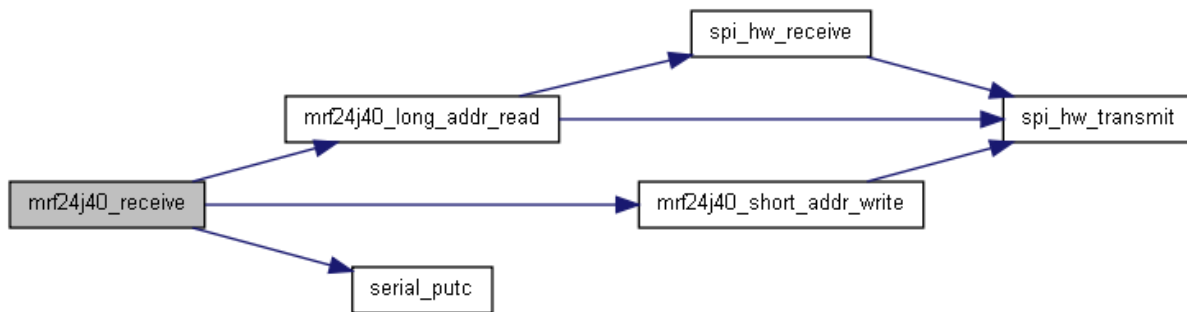 spi_hw_receive
mrf24j40_long_addr_read
spi_hw_transmit
mrf24j40_receive
mrf24j40_short_addr_write
serial_putc